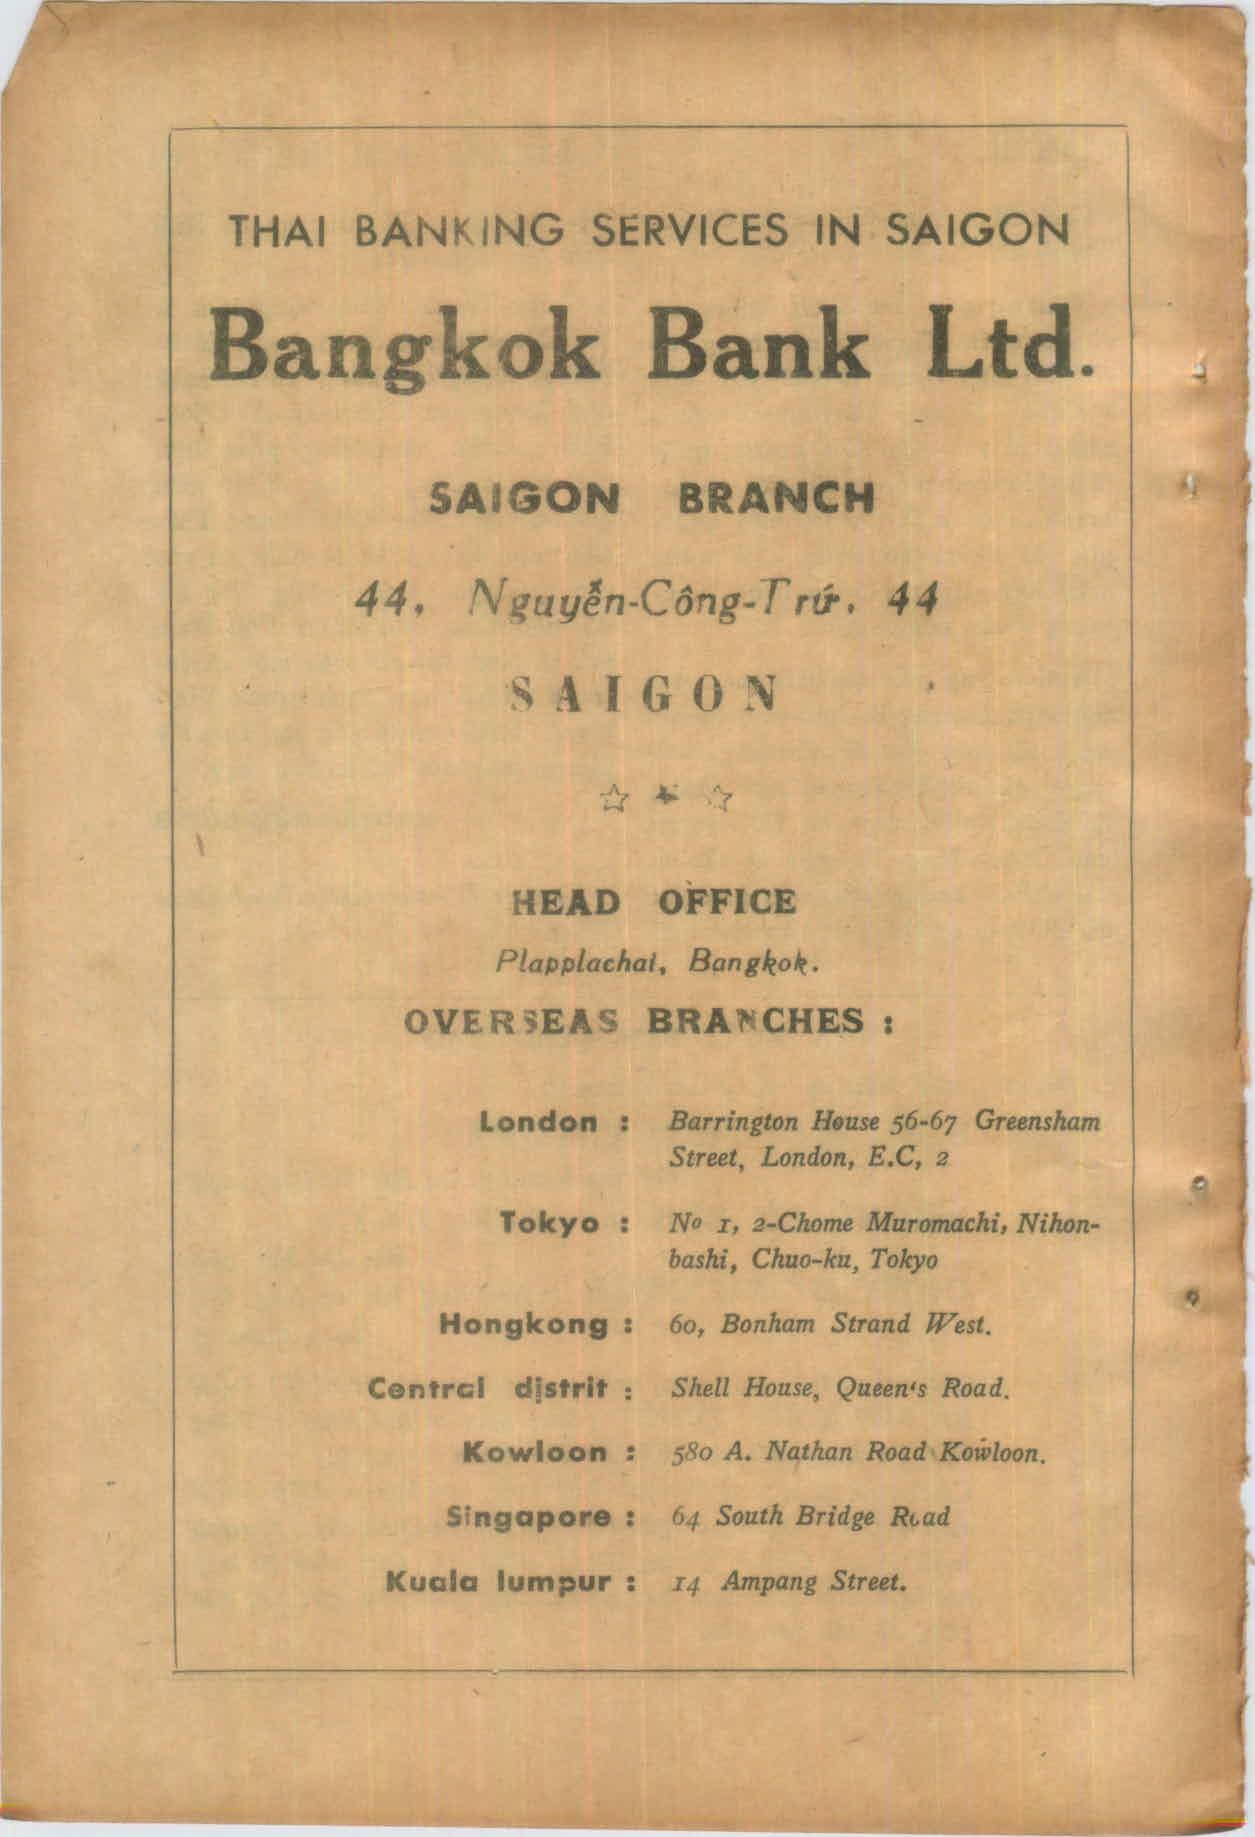 THAI BANKING SERVICES IN SAIGON
Bangkok Bank Ltd.
SAIGON BRANCH
44, Nguyễn-Công-Trứ, 44
SAIGON
HEAD OFFICE
Plapplachai, Bangkok.
OVERSEAS BRANCHES :
London : Barrington House 56-67 Greensham
Street, London, E.C, 2
Tokyo : No 1, 2-Chome Muromachi, Nihon-
bashi, Chuo-ku, Tokyo
Hongkong : 60, Bonham Strand West.
Central distrit : Shell House, Queen's Road.
Kowloon : 580 A. Nathan Road Kowloon.
Singapore : 64 South Bridge Road
Kuala lumpur : 14 Ampang Street.